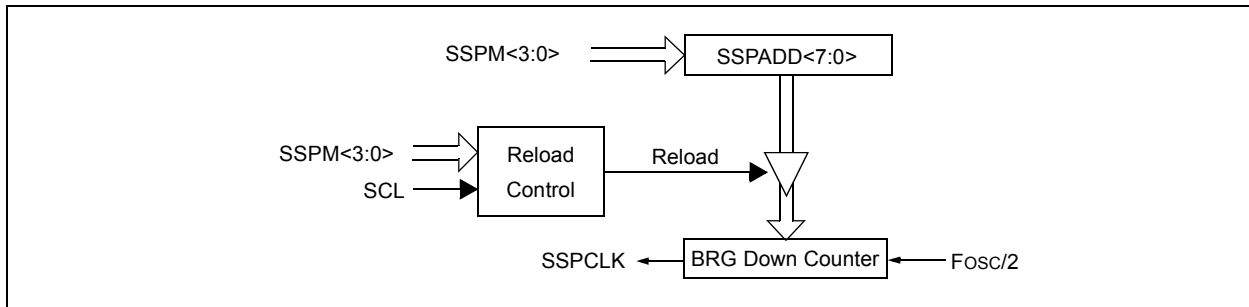 SSPM<3:0>
SSPADD<7:0>
SSPM<3:0>
SCL
Reload
Control
Reload
SSPCLK
BRG Down Counter
FOSC/2